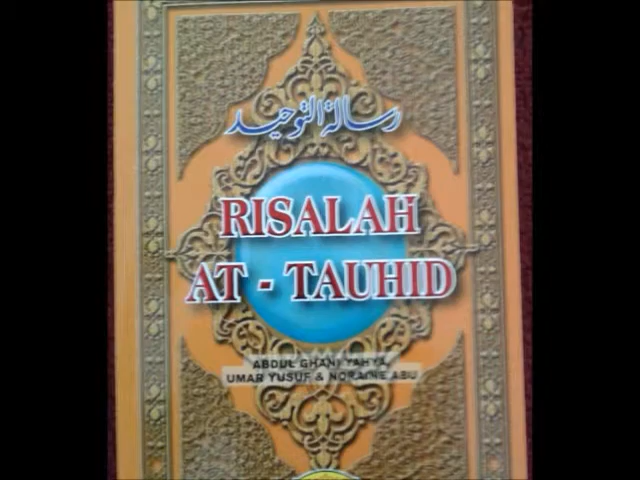 رسالة التوحيد
RISALAH
AT - TAUHID
ABDUL GHANI YAHYA,
UMAR YUSUF & NORAINE ABU